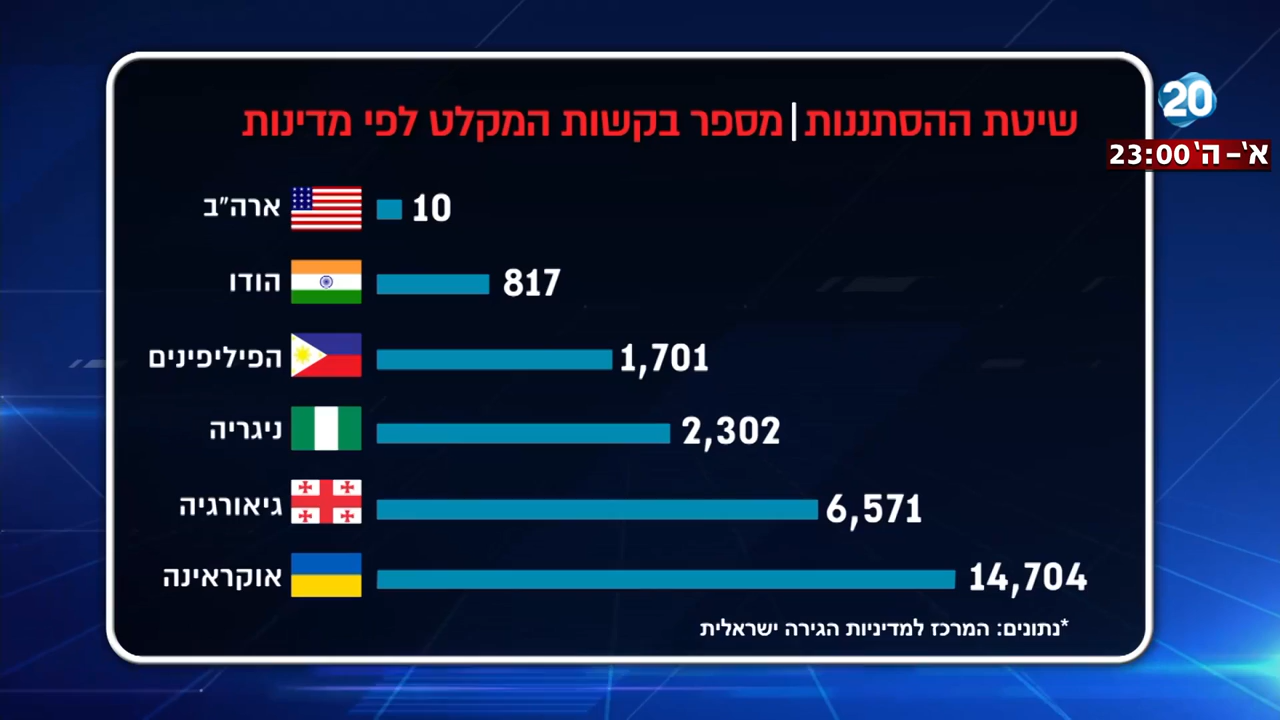 20
א'-ה' 23:00
שיטת ההסתננות | מספר בקשות המקלט לפי מדינות
ארה"ב 10
הודו 817
הפיליפינים 1,701
ניגריה 2,302
גיאורגיה 6,571
אוקראינה 14,704
*נתונים: המרכז למדיניות הגירה ישראלית